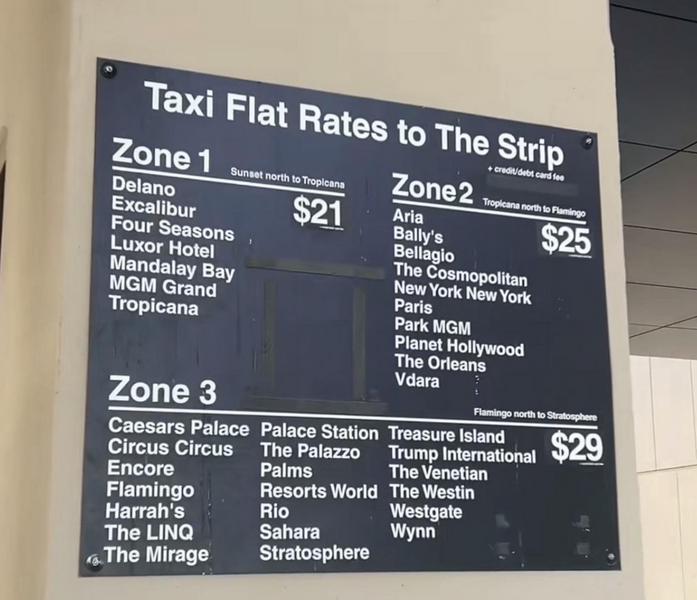 Taxi Flat Rates to The Strip
+ credit/debt card fee
Zone 1
Sunset north to Tropicana
$21
Delano
Excalibur
Four Seasons
Luxor Hotel
Mandalay Bay
MGM Grand
Tropicana
Zone2
Tropicana north to Flamingo
$25
Aria
Bally's
Bellagio
The Cosmopolitan
New York New York
Paris
Park MGM
Planet Hollywood
The Orleans
Vdara
Zone 3
Flamingo north to Stratosphere
$29
Caesars Palace
Circus Circus
Encore
Flamingo
Harrah's
The LINQ
The Mirage
Palace Station
The Palazzo
Palms
Resorts World
Rio
Sahara
Stratosphere
Treasure Island
Trump International
The Venetian
The Westin
Westgate
Wynn